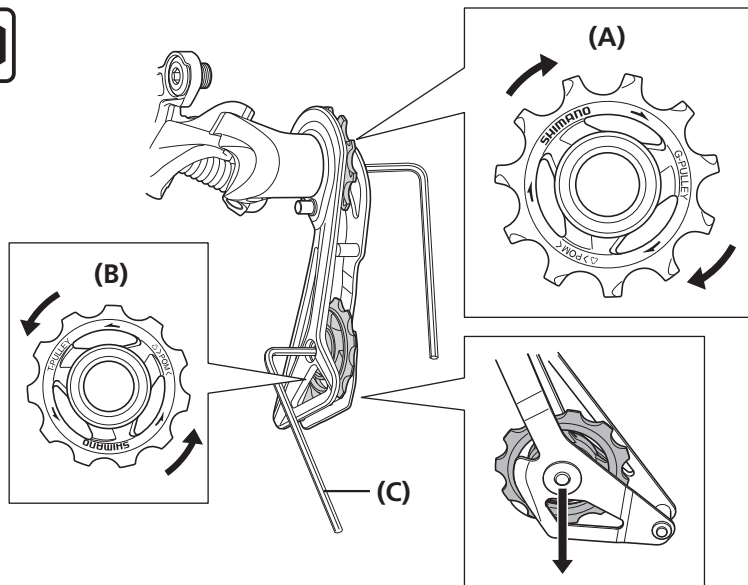 (A)
SHIMANO
G-PULLEY
>POM<
(B)
T-PULLEY
>POM<
SHIMANO
(C)